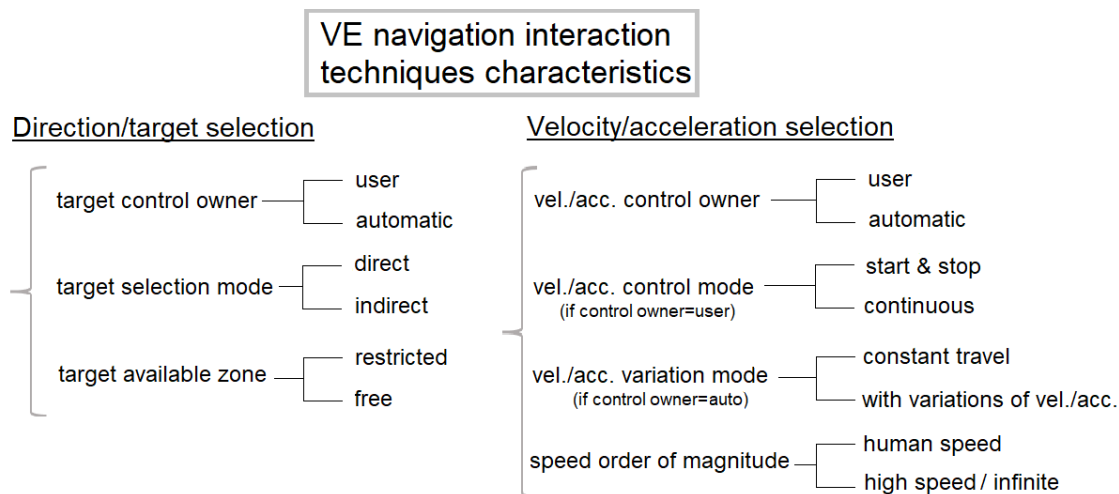 VE navigation interaction
techniques characteristics
Direction/target selection
target control owner
user
automatic
target selection mode
direct
indirect
target available zone
restricted
free
Velocity/acceleration selection
vel./acc. control owner
user
automatic
vel./acc. control mode
(if control owner=user)
start & stop
continuous
vel./acc. variation mode
(if control owner=auto)
constant travel
with variations of vel./acc.
speed order of magnitude
human speed
high speed / infinite